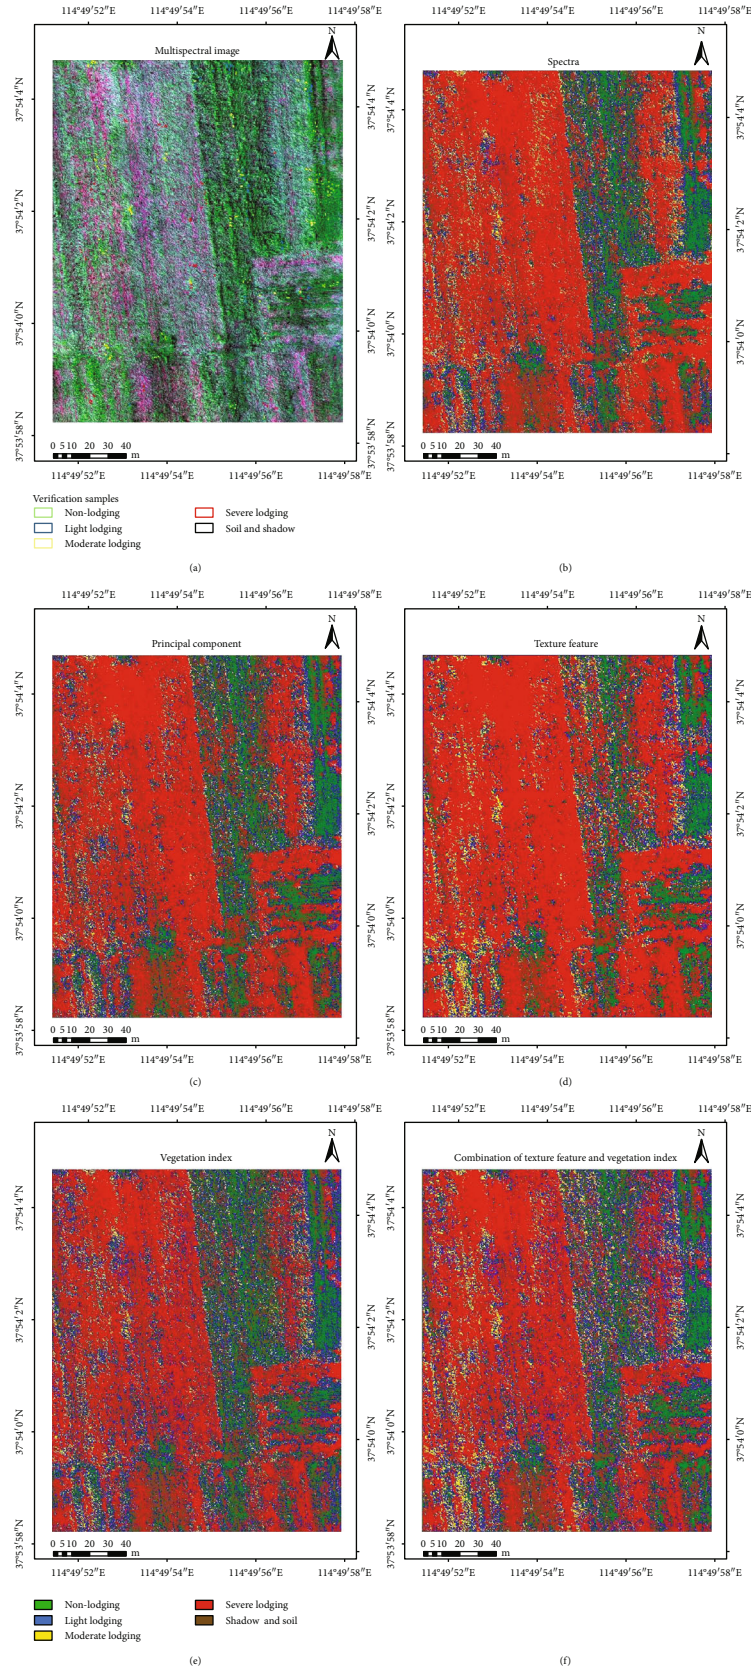 114°49′52″E 114°49′54″E 114°49′56″E 114°49′58″E
114°49′52″E 114°49′54″E 114°49′56″E 114°49′58″E
N
N
Multispectral image
Spectra
37°54′4″N
37°54′4″N
37°54′4″N
37°54′4″N
37°54′2″N
37°54′2″N
37°54′2″N
37°54′2″N
37°54′0″N
37°54′0″N
37°54′0″N
37°54′0″N
37°53′58″N
37°53′58″N
37°53′58″N
0 5 10 20 30 40
m
0 5 10 20 30 40
m
114°49′52″E 114°49′54″E 114°49′56″E 114°49′58″E
114°49′52″E 114°49′54″E 114°49′56″E 114°49′58″E
Verification samples
Non-lodging
Light lodging
Moderate lodging
Severe lodging
Soil and shadow
(a)
(b)
114°49′52″E 114°49′54″E 114°49′56″E 114°49′58″E
114°49′52″E 114°49′54″E 114°49′56″E 114°49′58″E
N
N
Principal component
Texture feature
37°54′4″N
37°54′4″N
37°54′4″N
37°54′4″N
37°54′2″N
37°54′2″N
37°54′2″N
37°54′2″N
37°54′0″N
37°54′0″N
37°54′0″N
37°54′0″N
37°53′58″N
37°53′58″N
0 5 10 20 30 40
m
0 5 10 20 30 40
m
114°49′52″E 114°49′54″E 114°49′56″E 114°49′58″E
114°49′52″E 114°49′54″E 114°49′56″E 114°49′58″E
(c)
(d)
114°49′52″E 114°49′54″E 114°49′56″E 114°49′58″E
114°49′52″E 114°49′54″E 114°49′56″E 114°49′58″E
N
N
Vegetation index
Combination of texture feature and vegetation index
37°54′4″N
37°54′4″N
37°54′4″N
37°54′4″N
37°54′2″N
37°54′2″N
37°54′2″N
37°54′2″N
37°54′0″N
37°54′0″N
37°54′0″N
37°54′0″N
37°53′58″N
37°53′58″N
0 5 10 20 30 40
m
0 5 10 20 30 40
m
114°49′52″E 114°49′54″E 114°49′56″E 114°49′58″E
114°49′52″E 114°49′54″E 114°49′56″E 114°49′58″E
Non-lodging
Light lodging
Moderate lodging
Severe lodging
Shadow and soil
(e)
(f)